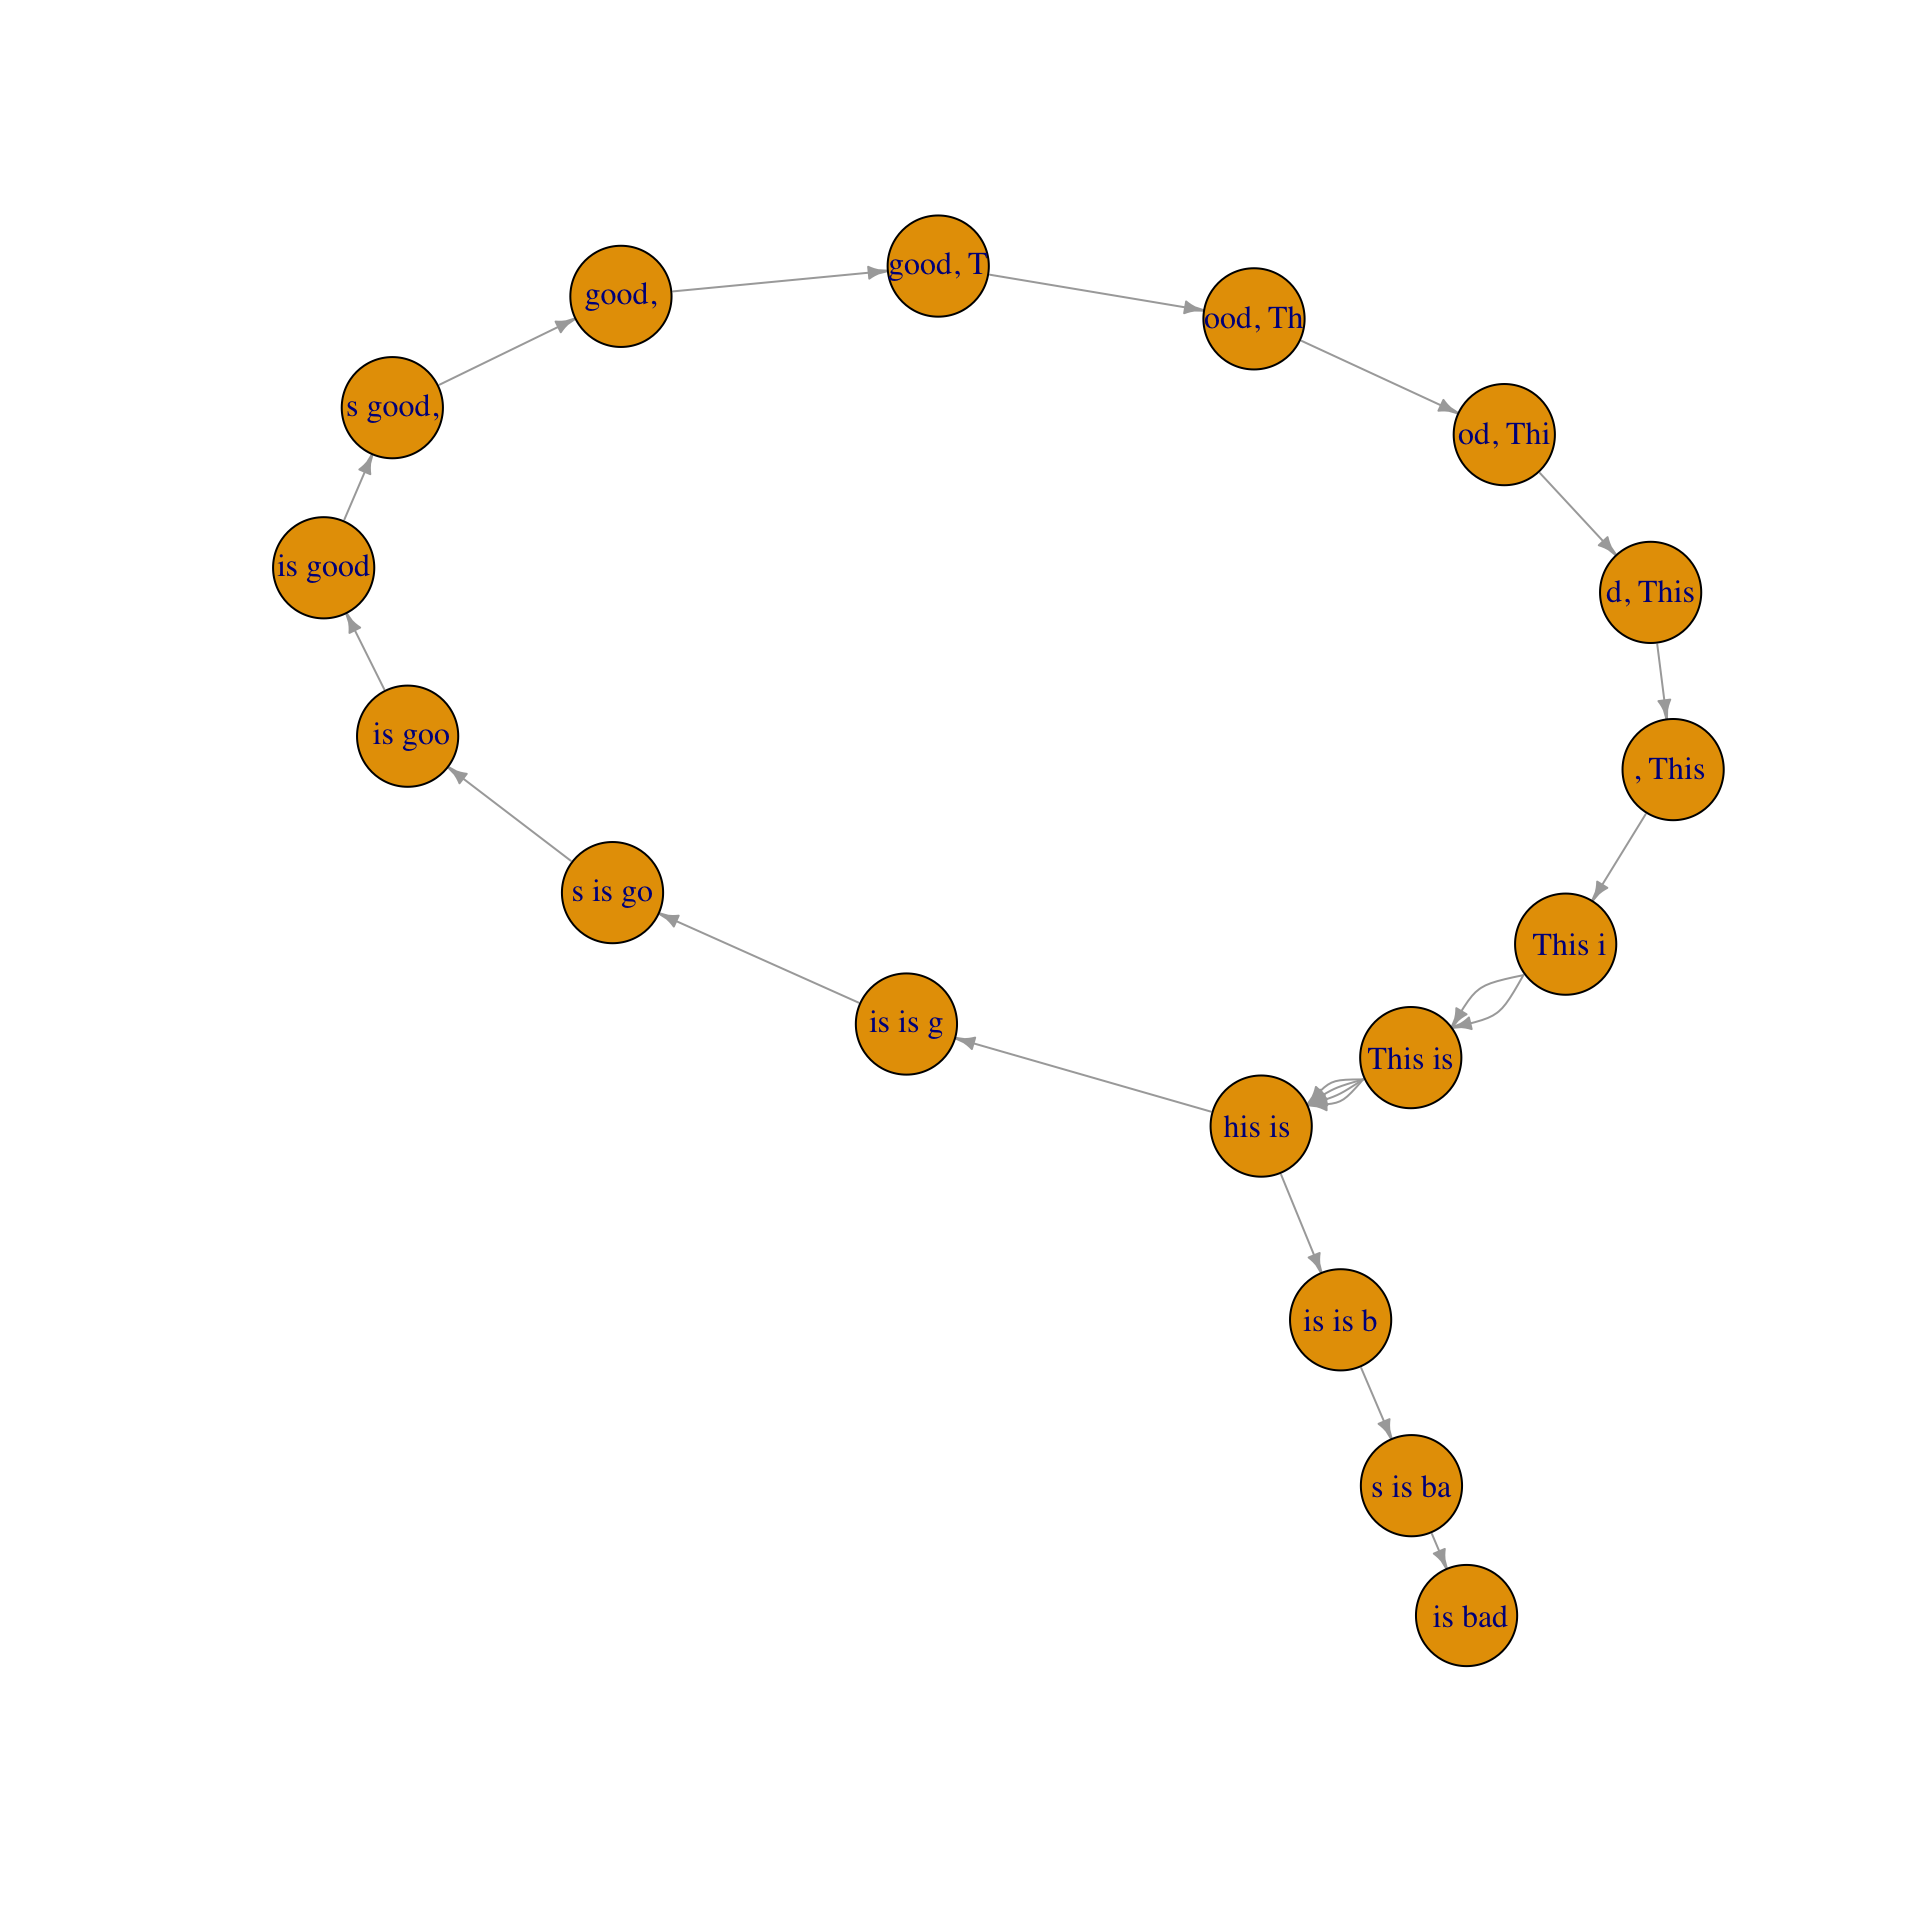 good, T
good,
ood, Th
s good,
od, Thi
is good
d, This
is goo
, This
s is go
This i
is is g
This is
his is
is is b
s is ba
is bad